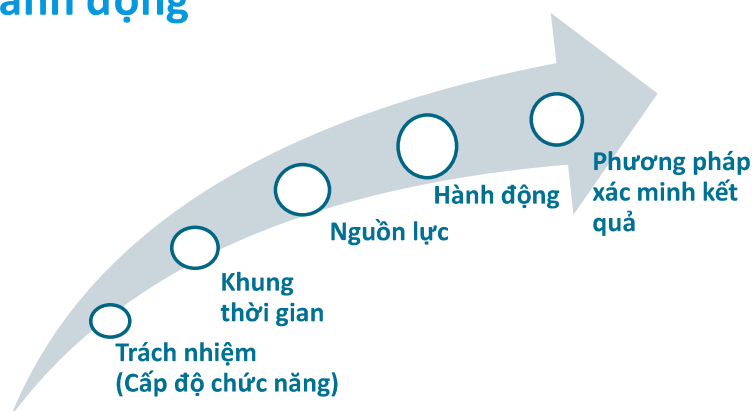 động
Phương pháp
xác minh kết
quả
Hành động
Nguồn lực
Khung
thời gian
Trách nhiệm
(Cấp độ chức năng)